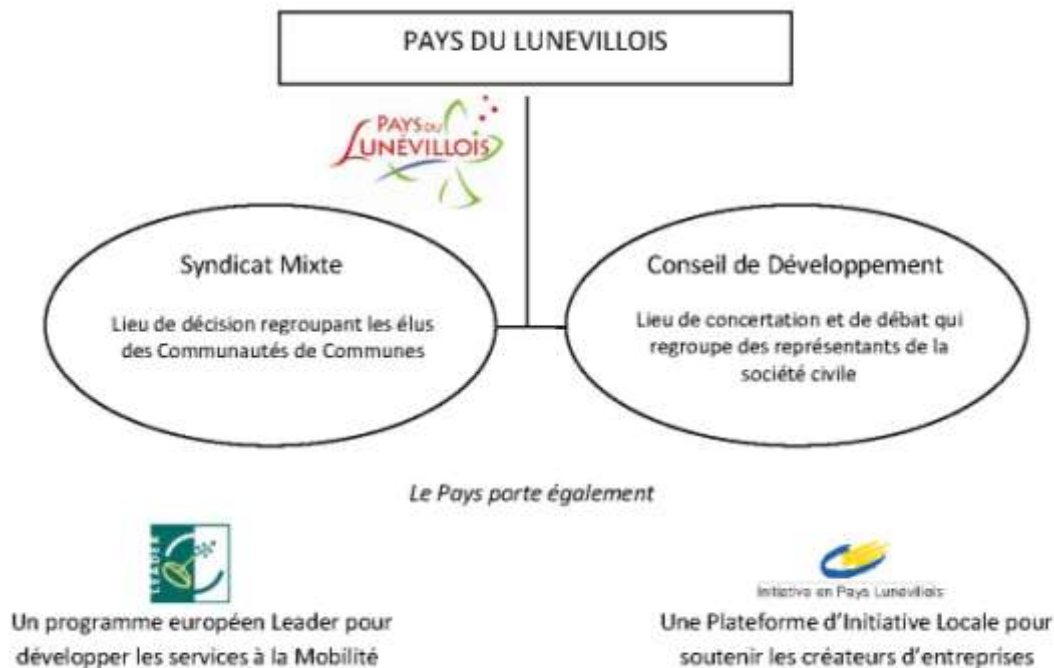 PAYS DU LUNEVILLOIS
PAYS DU
LUNÉVILLOIS
Syndicat Mixte
Lieu de décision regroupant les élus
des Communautés de Communes
Conseil de Développement
Lieu de concertation et de débat qui
regroupe des représentants de la
société civile
Le Pays porte également
LEADER
Un programme européen Leader pour
développer les services à la Mobilité
Initiative en Pays Lunévillois
Une Plateforme d'Initiative Locale pour
soutenir les créateurs d'entreprises